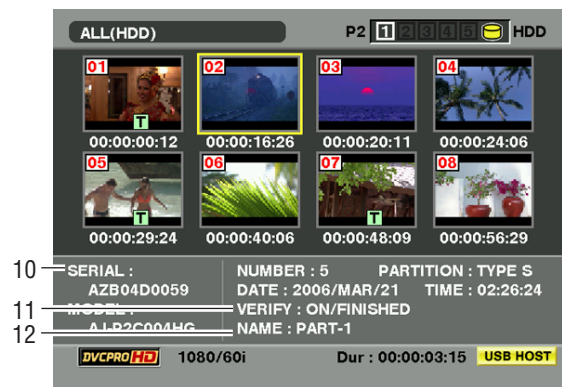 ALL(HDD)
P2 1 2 3 4 5 HDD
01 02 03 04
T
00:00:00:12 00:00:16:26 00:00:20:11 00:00:24:06
05 06 07 08
T T
00:00:29:24 00:00:40:06 00:00:48:09 00:00:56:29
10 SERIAL : NUMBER : 5 PARTITION : TYPE S
AZB04D0059 DATE : 2006/MAR/21 TIME : 02:26:24
11 MODEL : VERIFY : ON/FINISHED
12 AJ-P2C004HG NAME : PART-1
DVCPRO HD 1080/60i Dur : 00:00:03:15 USB HOST